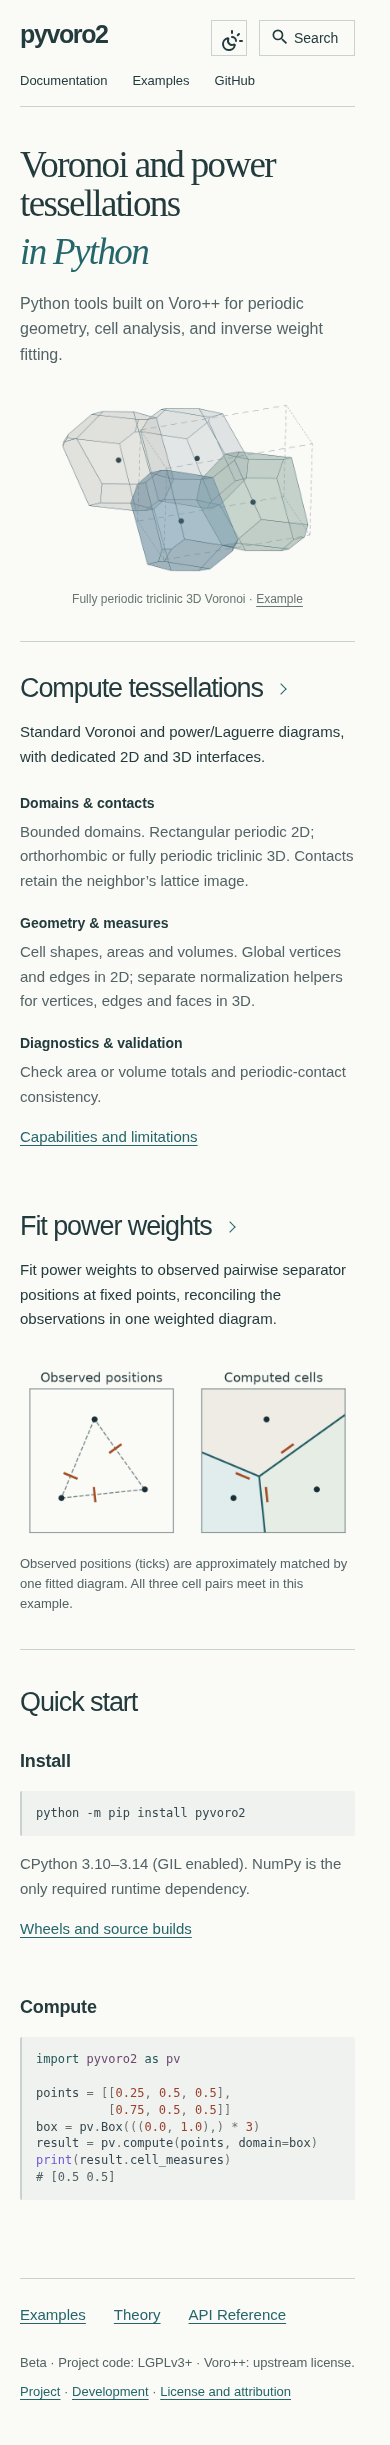 pyvoro2
Search
Documentation Examples GitHub
Voronoi and power
tessellations
in Python
Python tools built on Voro++ for periodic
geometry, cell analysis, and inverse weight
fitting.
Fully periodic triclinic 3D Voronoi · Example
Compute tessellations
Standard Voronoi and power/Laguerre diagrams,
with dedicated 2D and 3D interfaces.
Domains & contacts
Bounded domains. Rectangular periodic 2D;
orthorhombic or fully periodic triclinic 3D. Contacts
retain the neighbor’s lattice image.
Geometry & measures
Cell shapes, areas and volumes. Global vertices
and edges in 2D; separate normalization helpers
for vertices, edges and faces in 3D.
Diagnostics & validation
Check area or volume totals and periodic-contact
consistency.
Capabilities and limitations
Fit power weights
Fit power weights to observed pairwise separator
positions at fixed points, reconciling the
observations in one weighted diagram.
Observed positions Computed cells
Observed positions (ticks) are approximately matched by
one fitted diagram. All three cell pairs meet in this
example.
Quick start
Install
python -m pip install pyvoro2
CPython 3.10–3.14 (GIL enabled). NumPy is the
only required runtime dependency.
Wheels and source builds
Compute
import pyvoro2 as pv
points = [[0.25, 0.5, 0.5],
          [0.75, 0.5, 0.5]]
box = pv.Box(((0.0, 1.0),) * 3)
result = pv.compute(points, domain=box)
print(result.cell_measures)
# [0.5 0.5]
Examples Theory API Reference
Beta · Project code: LGPLv3+ · Voro++: upstream license.
Project · Development · License and attribution